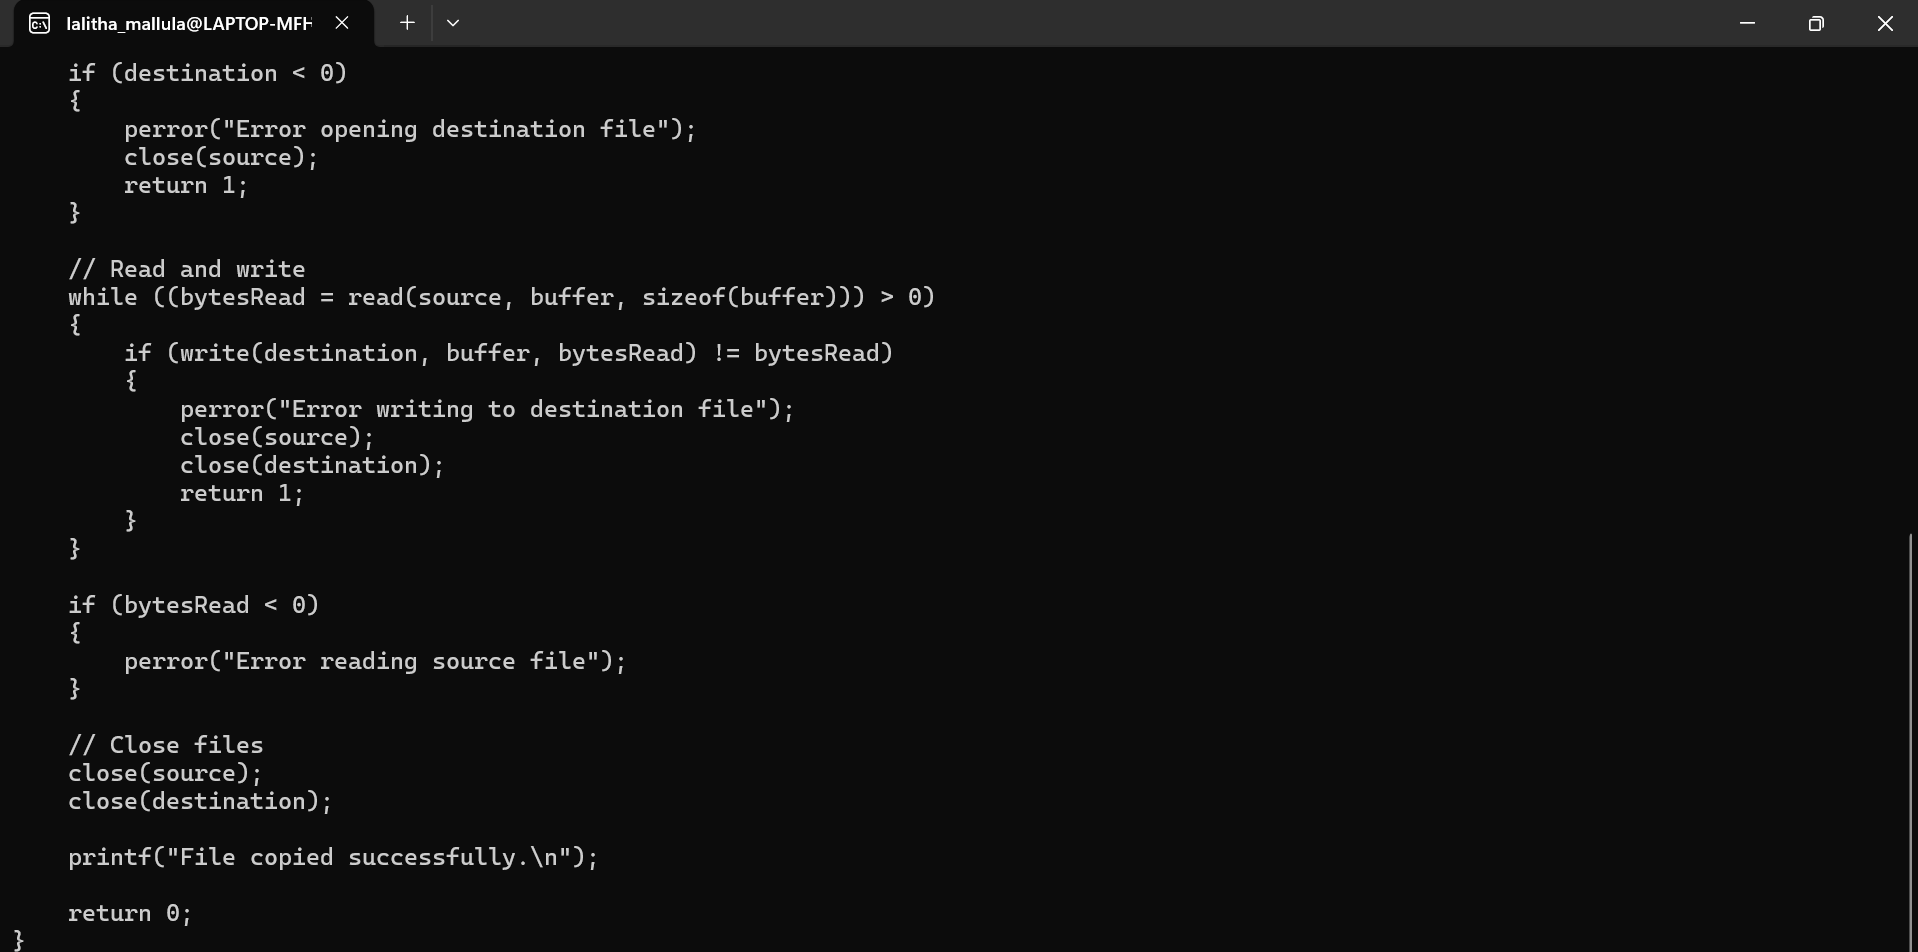 lalitha_mallula@LAPTOP-MFH
if (destination < 0)
{
perror("Error opening destination file");
close(source);
return 1;
}
// Read and write
while ((bytesRead = read(source, buffer, sizeof(buffer))) > 0)
{
if (write(destination, buffer, bytesRead) != bytesRead)
{
perror("Error writing to destination file");
close(source);
close(destination);
return 1;
}
}
if (bytesRead < 0)
{
perror("Error reading source file");
}
// Close files
close(source);
close(destination);
printf("File copied successfully.\n");
return 0;
}